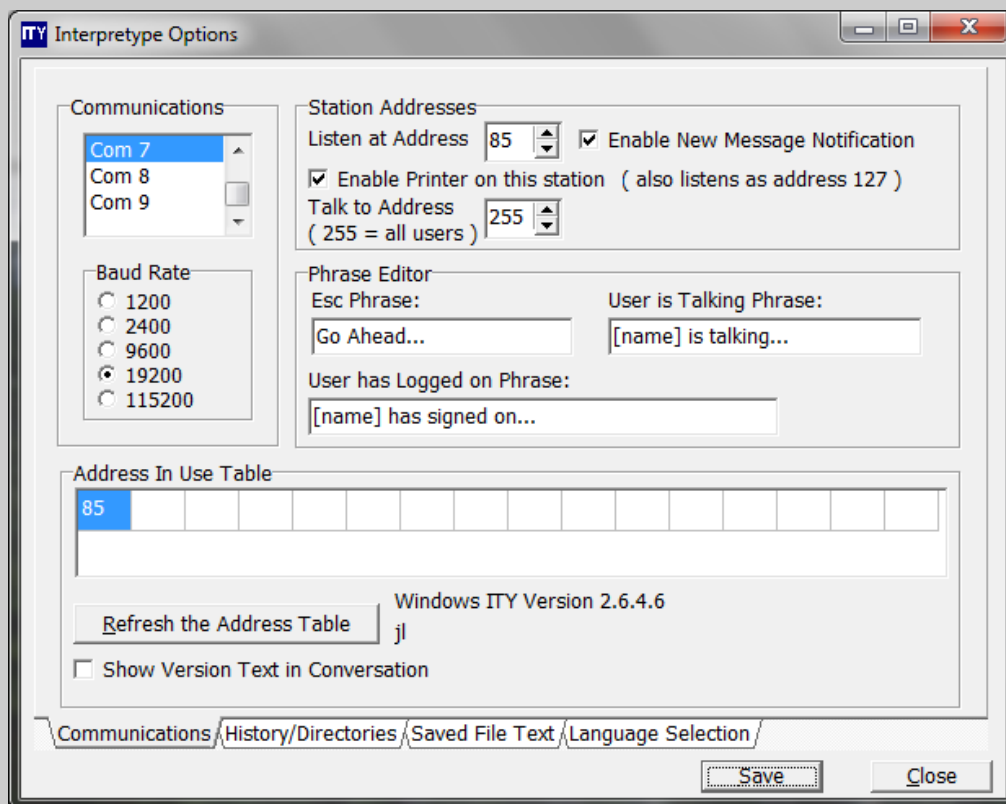 ITY Interpretype Options
Communications
Com 7
Com 8
Com 9
Baud Rate
1200
2400
9600
19200
115200
Station Addresses
Listen at Address 85 Enable New Message Notification
Enable Printer on this station ( also listens as address 127 )
Talk to Address
( 255 = all users ) 255
Phrase Editor
Esc Phrase: User is Talking Phrase:
Go Ahead... [name] is talking...
User has Logged on Phrase:
[name] has signed on...
Address In Use Table
85
Refresh the Address Table
Windows ITY Version 2.6.4.6
jl
Show Version Text in Conversation
Communications History/Directories Saved File Text Language Selection
Save Close